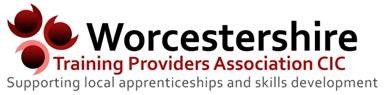 Worcestershire
Training Providers Association CIC
Supporting local apprenticeships and skills development